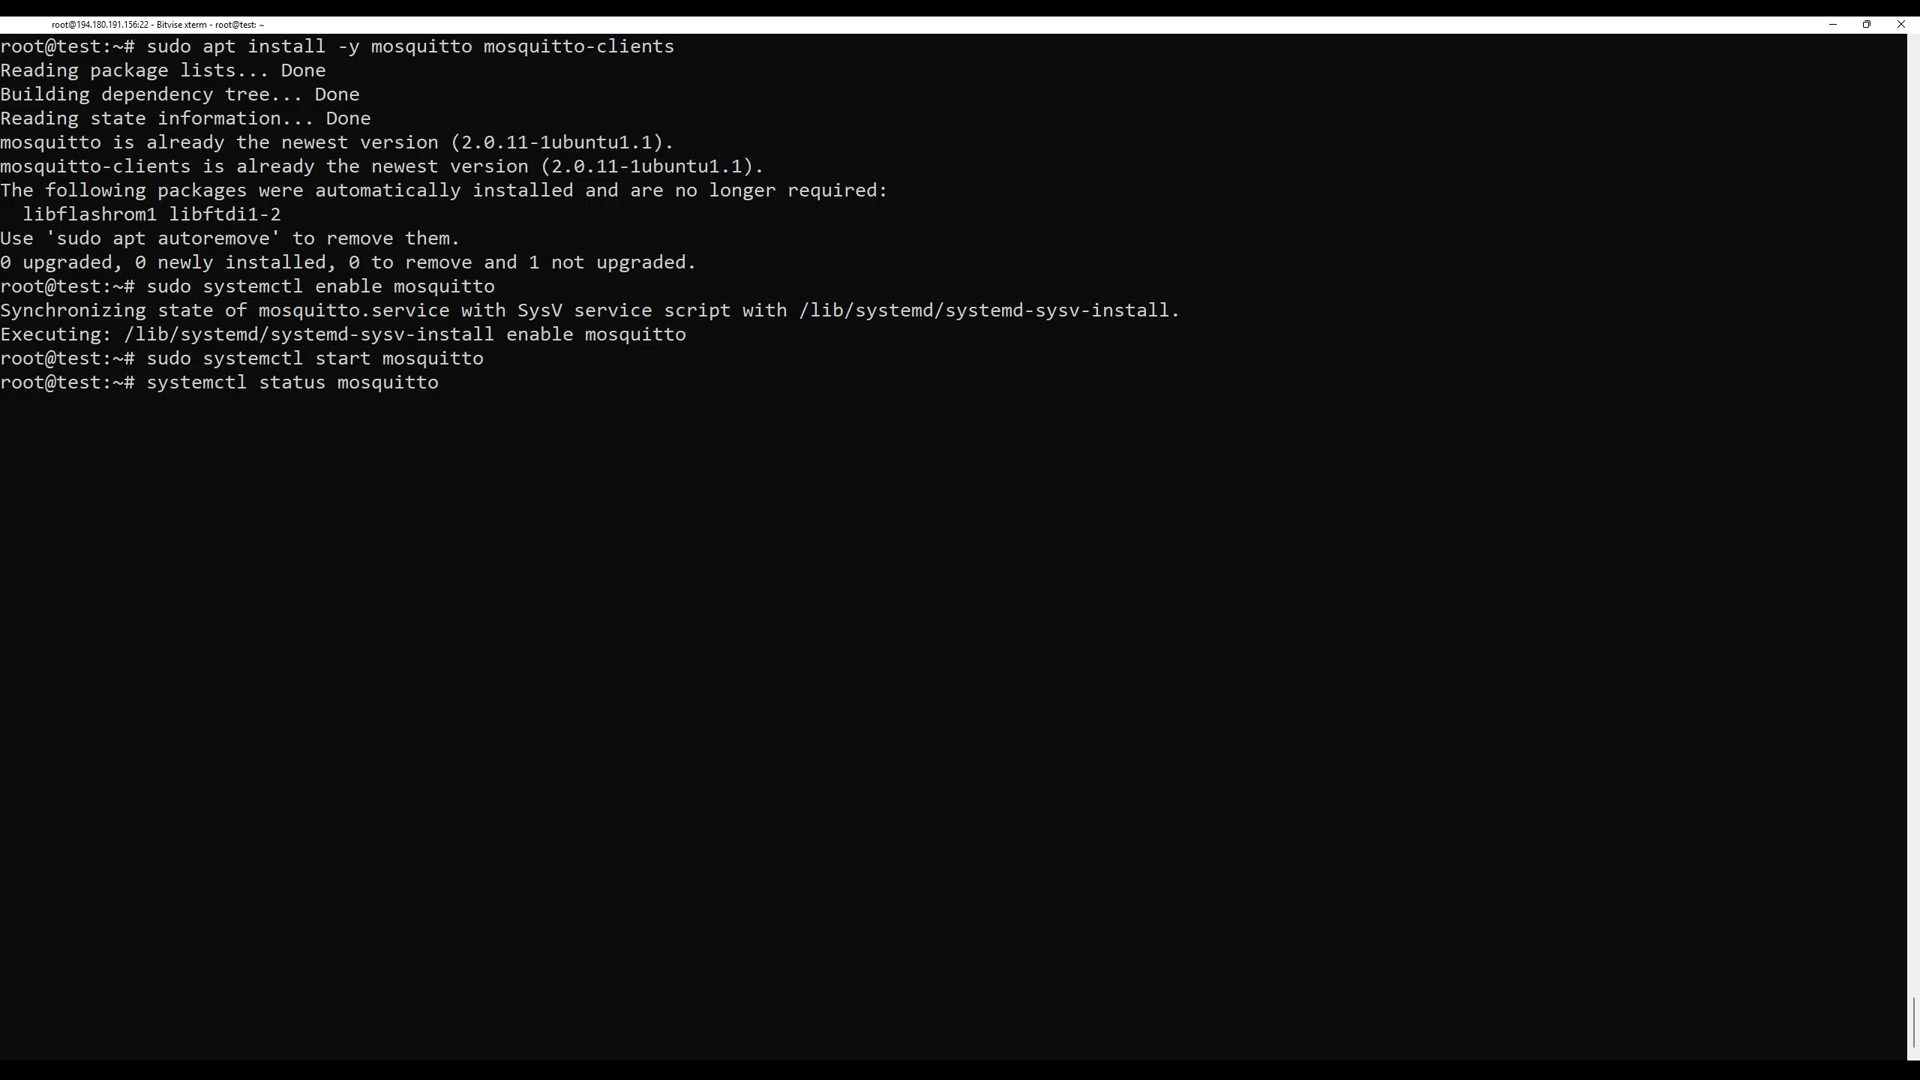 root@194.180.191.156:22 - Bitvise xterm - root@test: ~
root@test:~# sudo apt install -y mosquitto mosquitto-clients
Reading package lists... Done
Building dependency tree... Done
Reading state information... Done
mosquitto is already the newest version (2.0.11-1ubuntu1.1).
mosquitto-clients is already the newest version (2.0.11-1ubuntu1.1).
The following packages were automatically installed and are no longer required:
  libflashrom1 libftdi1-2
Use 'sudo apt autoremove' to remove them.
0 upgraded, 0 newly installed, 0 to remove and 1 not upgraded.
root@test:~# sudo systemctl enable mosquitto
Synchronizing state of mosquitto.service with SysV service script with /lib/systemd/systemd-sysv-install.
Executing: /lib/systemd/systemd-sysv-install enable mosquitto
root@test:~# sudo systemctl start mosquitto
root@test:~# systemctl status mosquitto